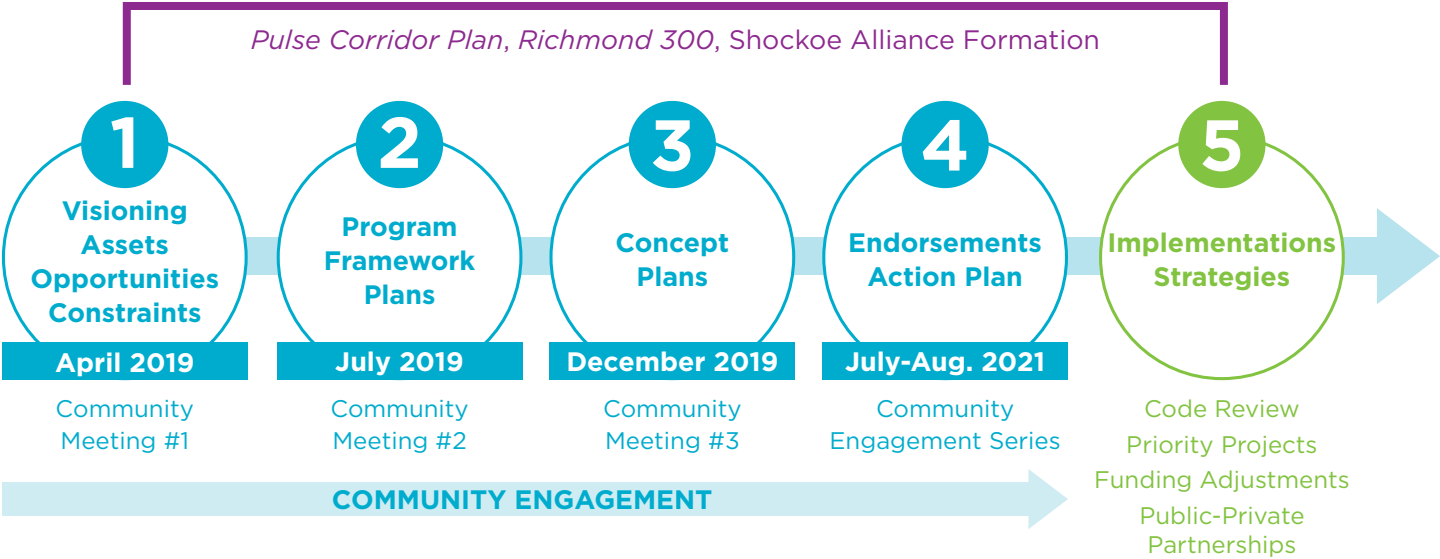 Pulse Corridor Plan, Richmond 300, Shockoe Alliance Formation
1
Visioning
Assets
Opportunities
Constraints
April 2019
Community
Meeting #1
2
Program
Framework
Plans
July 2019
Community
Meeting #2
3
Concept
Plans
December 2019
Community
Meeting #3
4
Endorsements
Action Plan
July-Aug. 2021
Community
Engagement Series
5
Implementations
Strategies
Code Review
Priority Projects
Funding Adjustments
Public-Private
Partnerships
COMMUNITY ENGAGEMENT